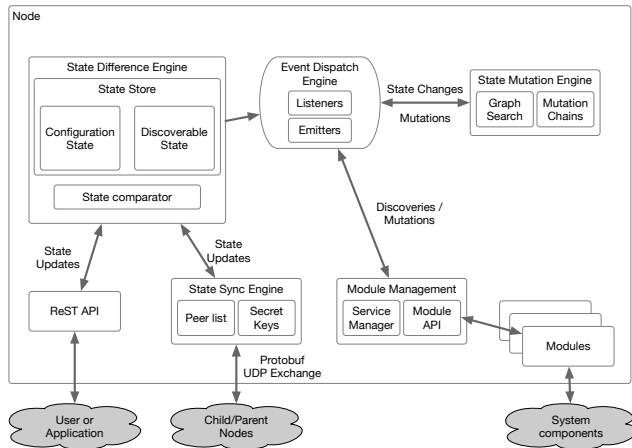 Node
State Difference Engine
State Store
Configuration
State
Discoverable
State
State comparator
Event Dispatch
Engine
Listeners
Emitters
State Changes
Mutations
State Mutation Engine
Graph
Search
Mutation
Chains
Discoveries /
Mutations
State
Updates
State
Updates
ReST API
State Sync Engine
Peer list
Secret
Keys
Module Management
Service
Manager
Module
API
Modules
Protobuf
UDP Exchange
User or
Application
Child/Parent
Nodes
System
components